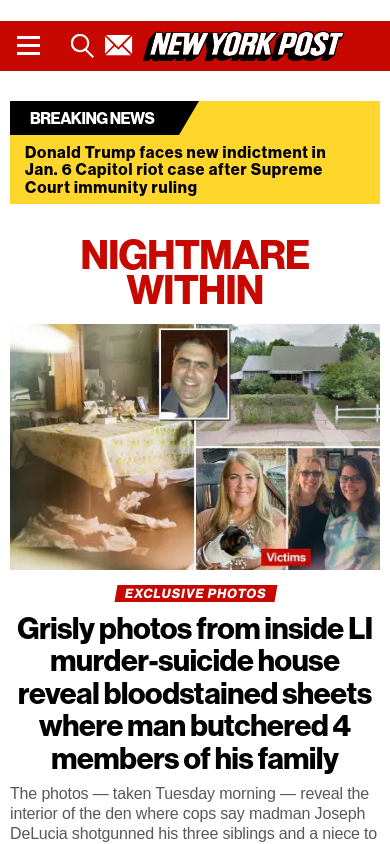 NEW YORK POST
BREAKING NEWS
Donald Trump faces new indictment in
Jan. 6 Capitol riot case after Supreme
Court immunity ruling
NIGHTMARE
WITHIN
Victims
EXCLUSIVE PHOTOS
Grisly photos from inside LI
murder-suicide house
reveal bloodstained sheets
where man butchered 4
members of his family
The photos — taken Tuesday morning — reveal the
interior of the den where cops say madman Joseph
DeLucia shotgunned his three siblings and a niece to